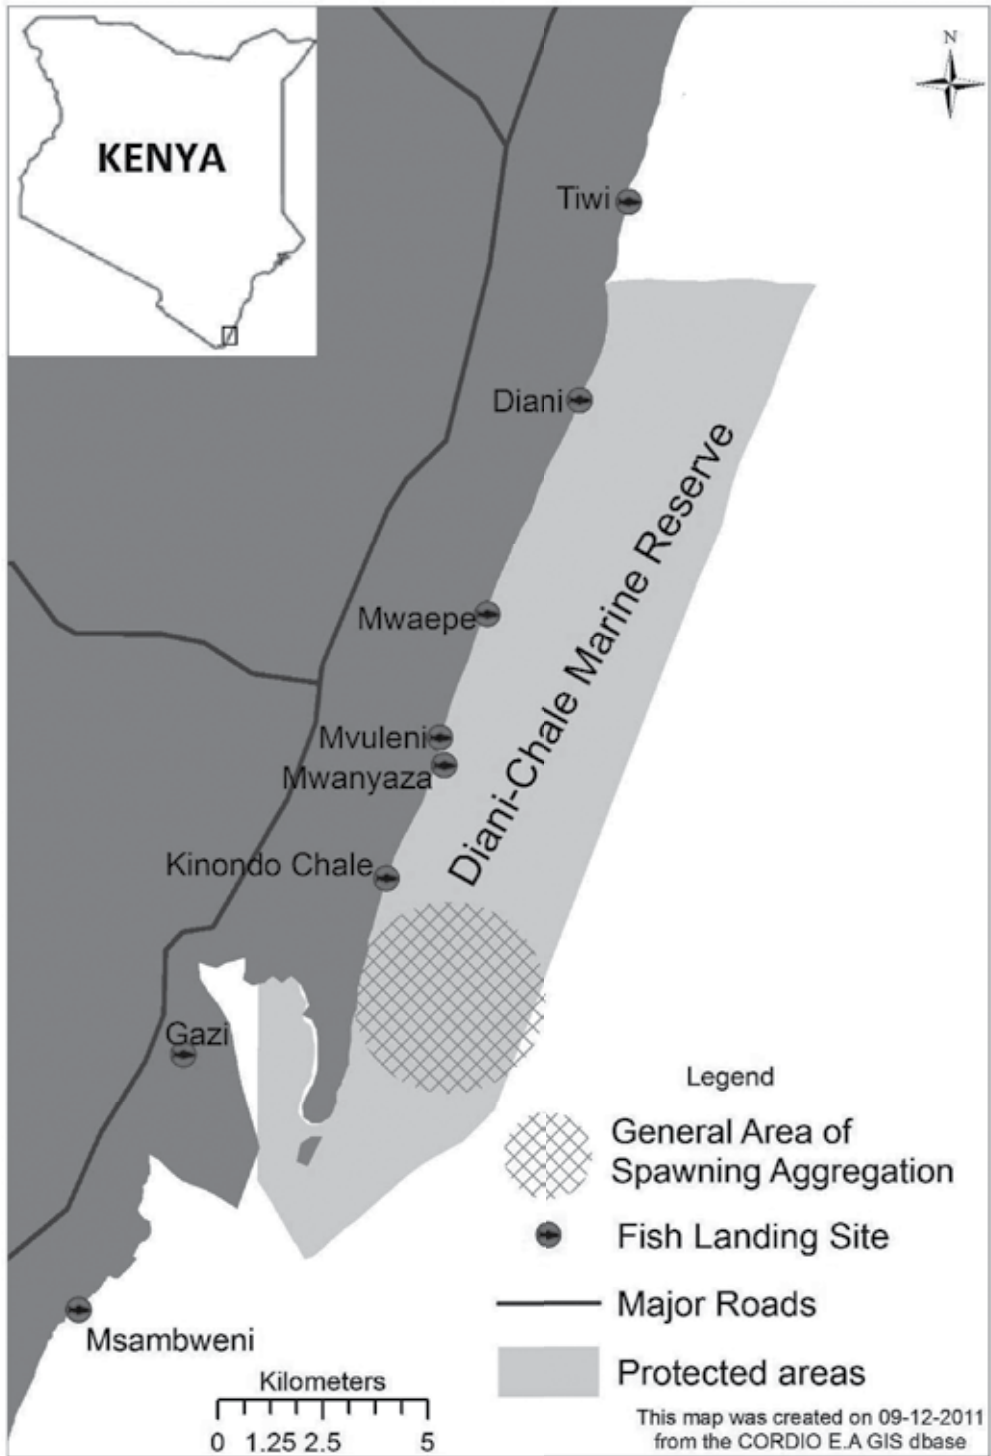 KENYA
N
Tiwi
Diani
Mwaepe
Mvuleni
Mwanyaza
Kinondo Chale
Diani-Chale Marine Reserve
Gazi
Msambweni
Legend
General Area of
Spawning Aggregation
Fish Landing Site
Major Roads
Protected areas
Kilometers
0 1.25 2.5 5
This map was created on 09-12-2011
from the CORDIO E.A GIS dbase